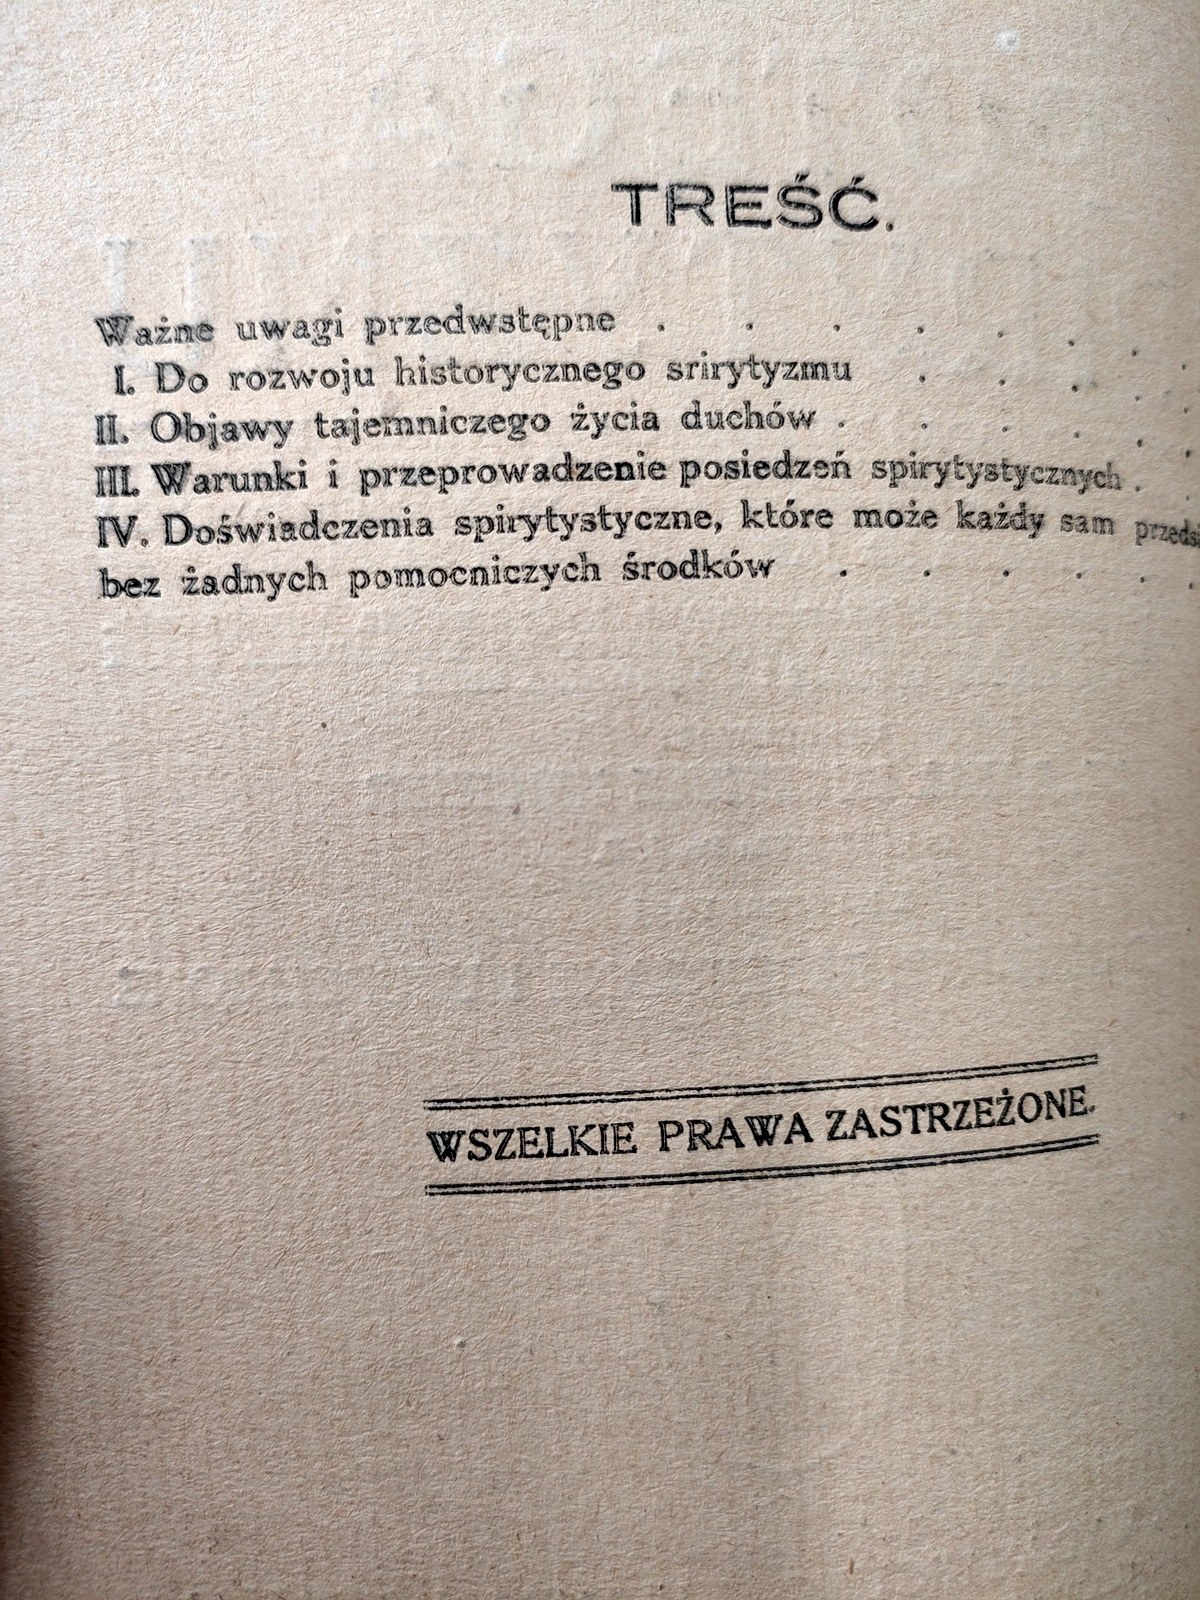 TREŚĆ.
Ważne uwagi przedwstępne . . . . . . . .
I. Do rozwoju historycznego srirytyzmu . . . .
II. Objawy tajemniczego życia duchów . . . . . .
III. Warunki i przeprowadzenie posiedzeń spirytystycznych . .
IV. Doświadczenia spirytystyczne, które może każdy sam
bez żadnych pomocniczych środków . . . . . .
WSZELKIE PRAWA ZASTRZEŻONE.